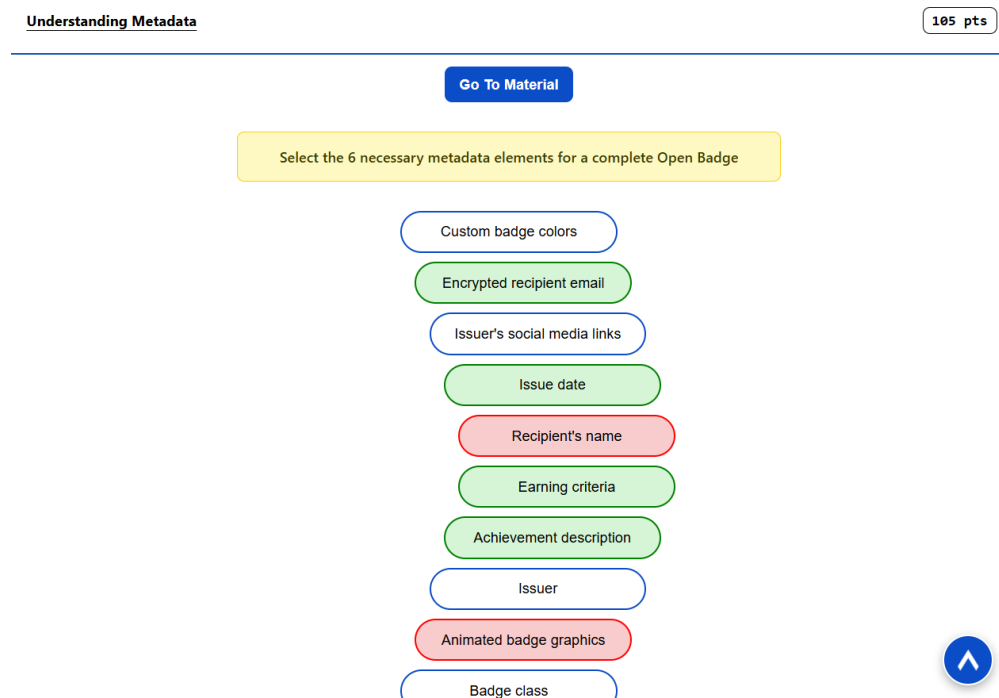 Understanding Metadata
105 pts
Go To Material
Select the 6 necessary metadata elements for a complete Open Badge
Custom badge colors
Encrypted recipient email
Issuer's social media links
Issue date
Recipient's name
Earning criteria
Achievement description
Issuer
Animated badge graphics
Badge class